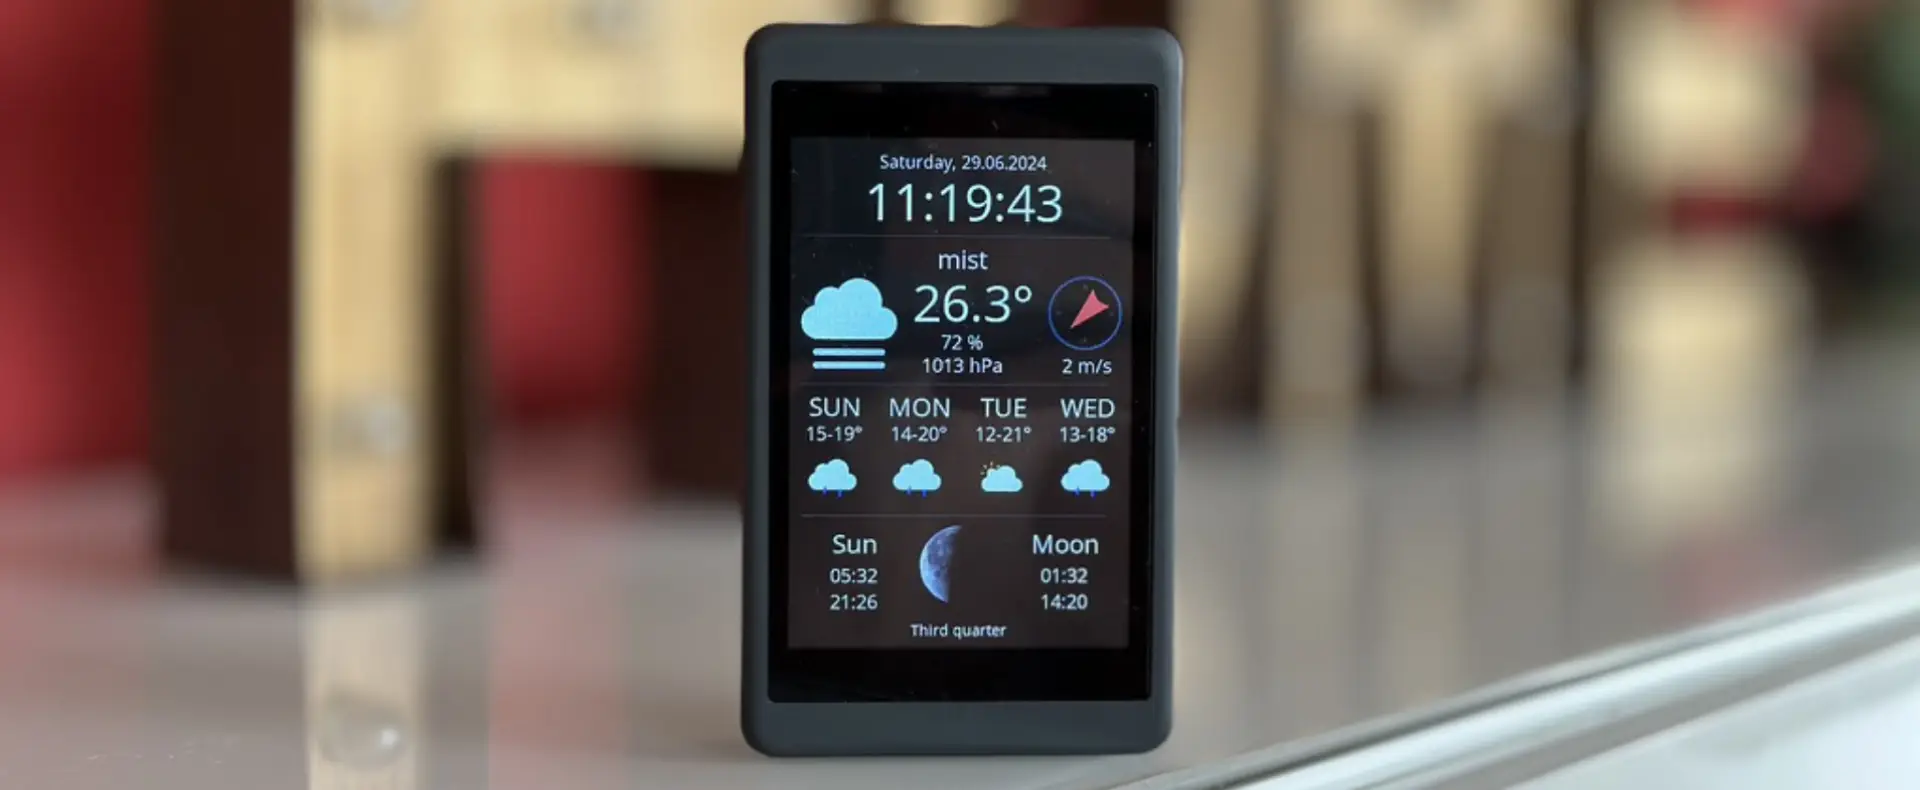 Saturday, 29.06.2024
11:19:43
mist
26.3°
72 %
1013 hPa
2 m/s
SUN MON TUE WED
15-19° 14-20° 12-21° 13-18°
Sun Moon
05:32 01:32
21:26 14:20
Third quarter